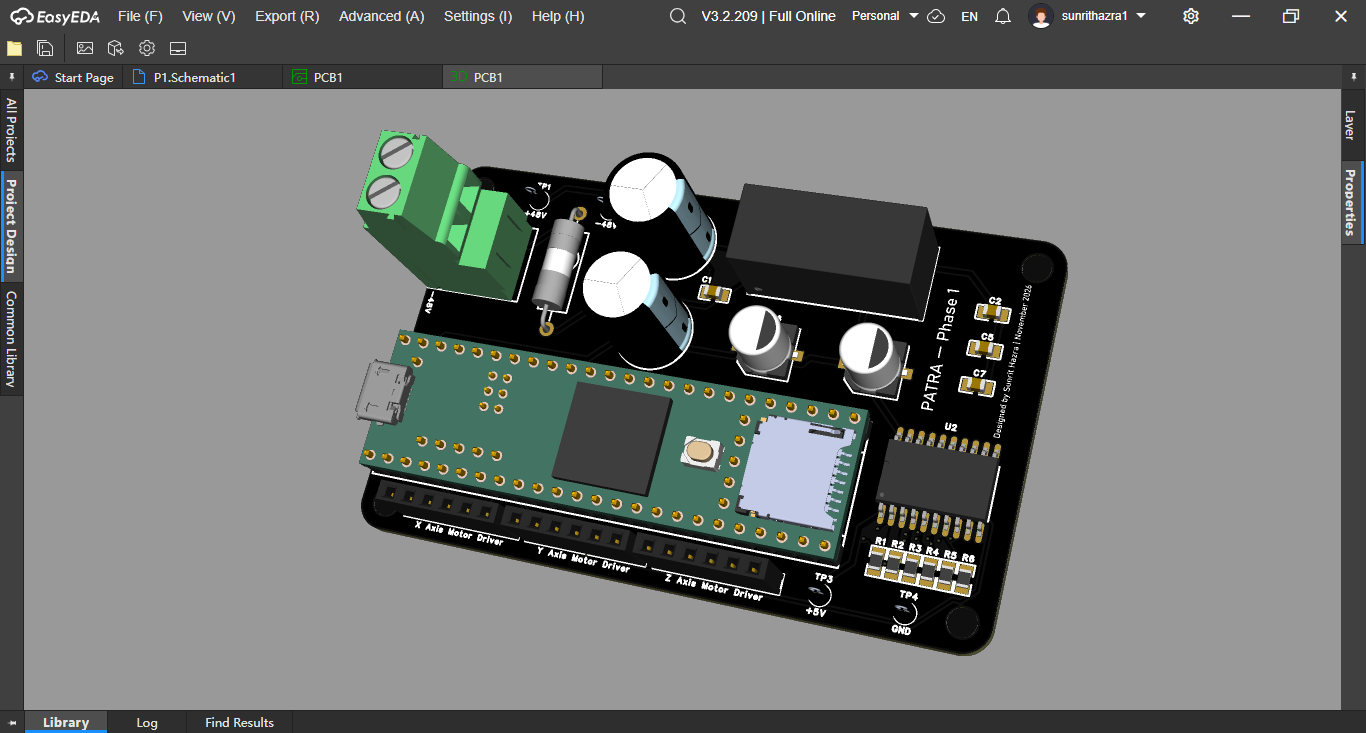 EasyEDA File (F) View (V) Export (R) Advanced (A) Settings (I) Help (H) V3.2.209 | Full Online Personal EN sunrithazra1
Start Page P1.Schematic1 PCB1 3D PCB1
All Projects
Project Design
Common Library
Layer
Properties
TP1
+48V
-48V
-48V
C1
C2
C5
C7
PATRA — Phase 1
Designed by Sunrit Hazra | November 2026
U2
R1 R2 R3 R4 R5 R6
X Axis Motor Driver
Y Axis Motor Driver
Z Axis Motor Driver
TP3
+5V
TP4
GND
Library Log Find Results